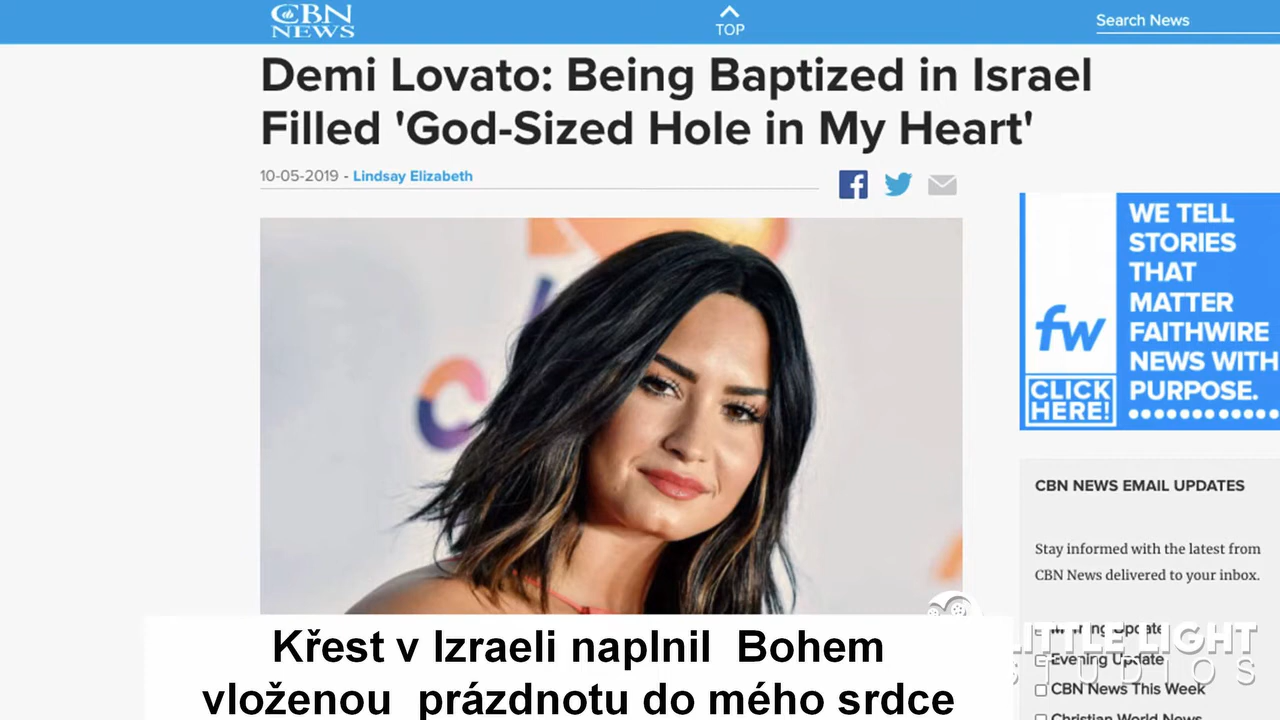 CBN
NEWS
TOP
Search News
Demi Lovato: Being Baptized in Israel
Filled 'God-Sized Hole in My Heart'
10-05-2019 - Lindsay Elizabeth
WE TELL
STORIES
THAT
MATTER
FAITHWIRE
NEWS WITH
PURPOSE.
fw
CLICK
HERE!
CBN NEWS EMAIL UPDATES
Stay informed with the latest from
CBN News delivered to your inbox.
Morning Update
Evening Update
CBN News This Week
Christian World News
LITTLE LIGHT
STUDIOS
Křest v Izraeli naplnil Bohem
vloženou prázdnotu do mého srdce